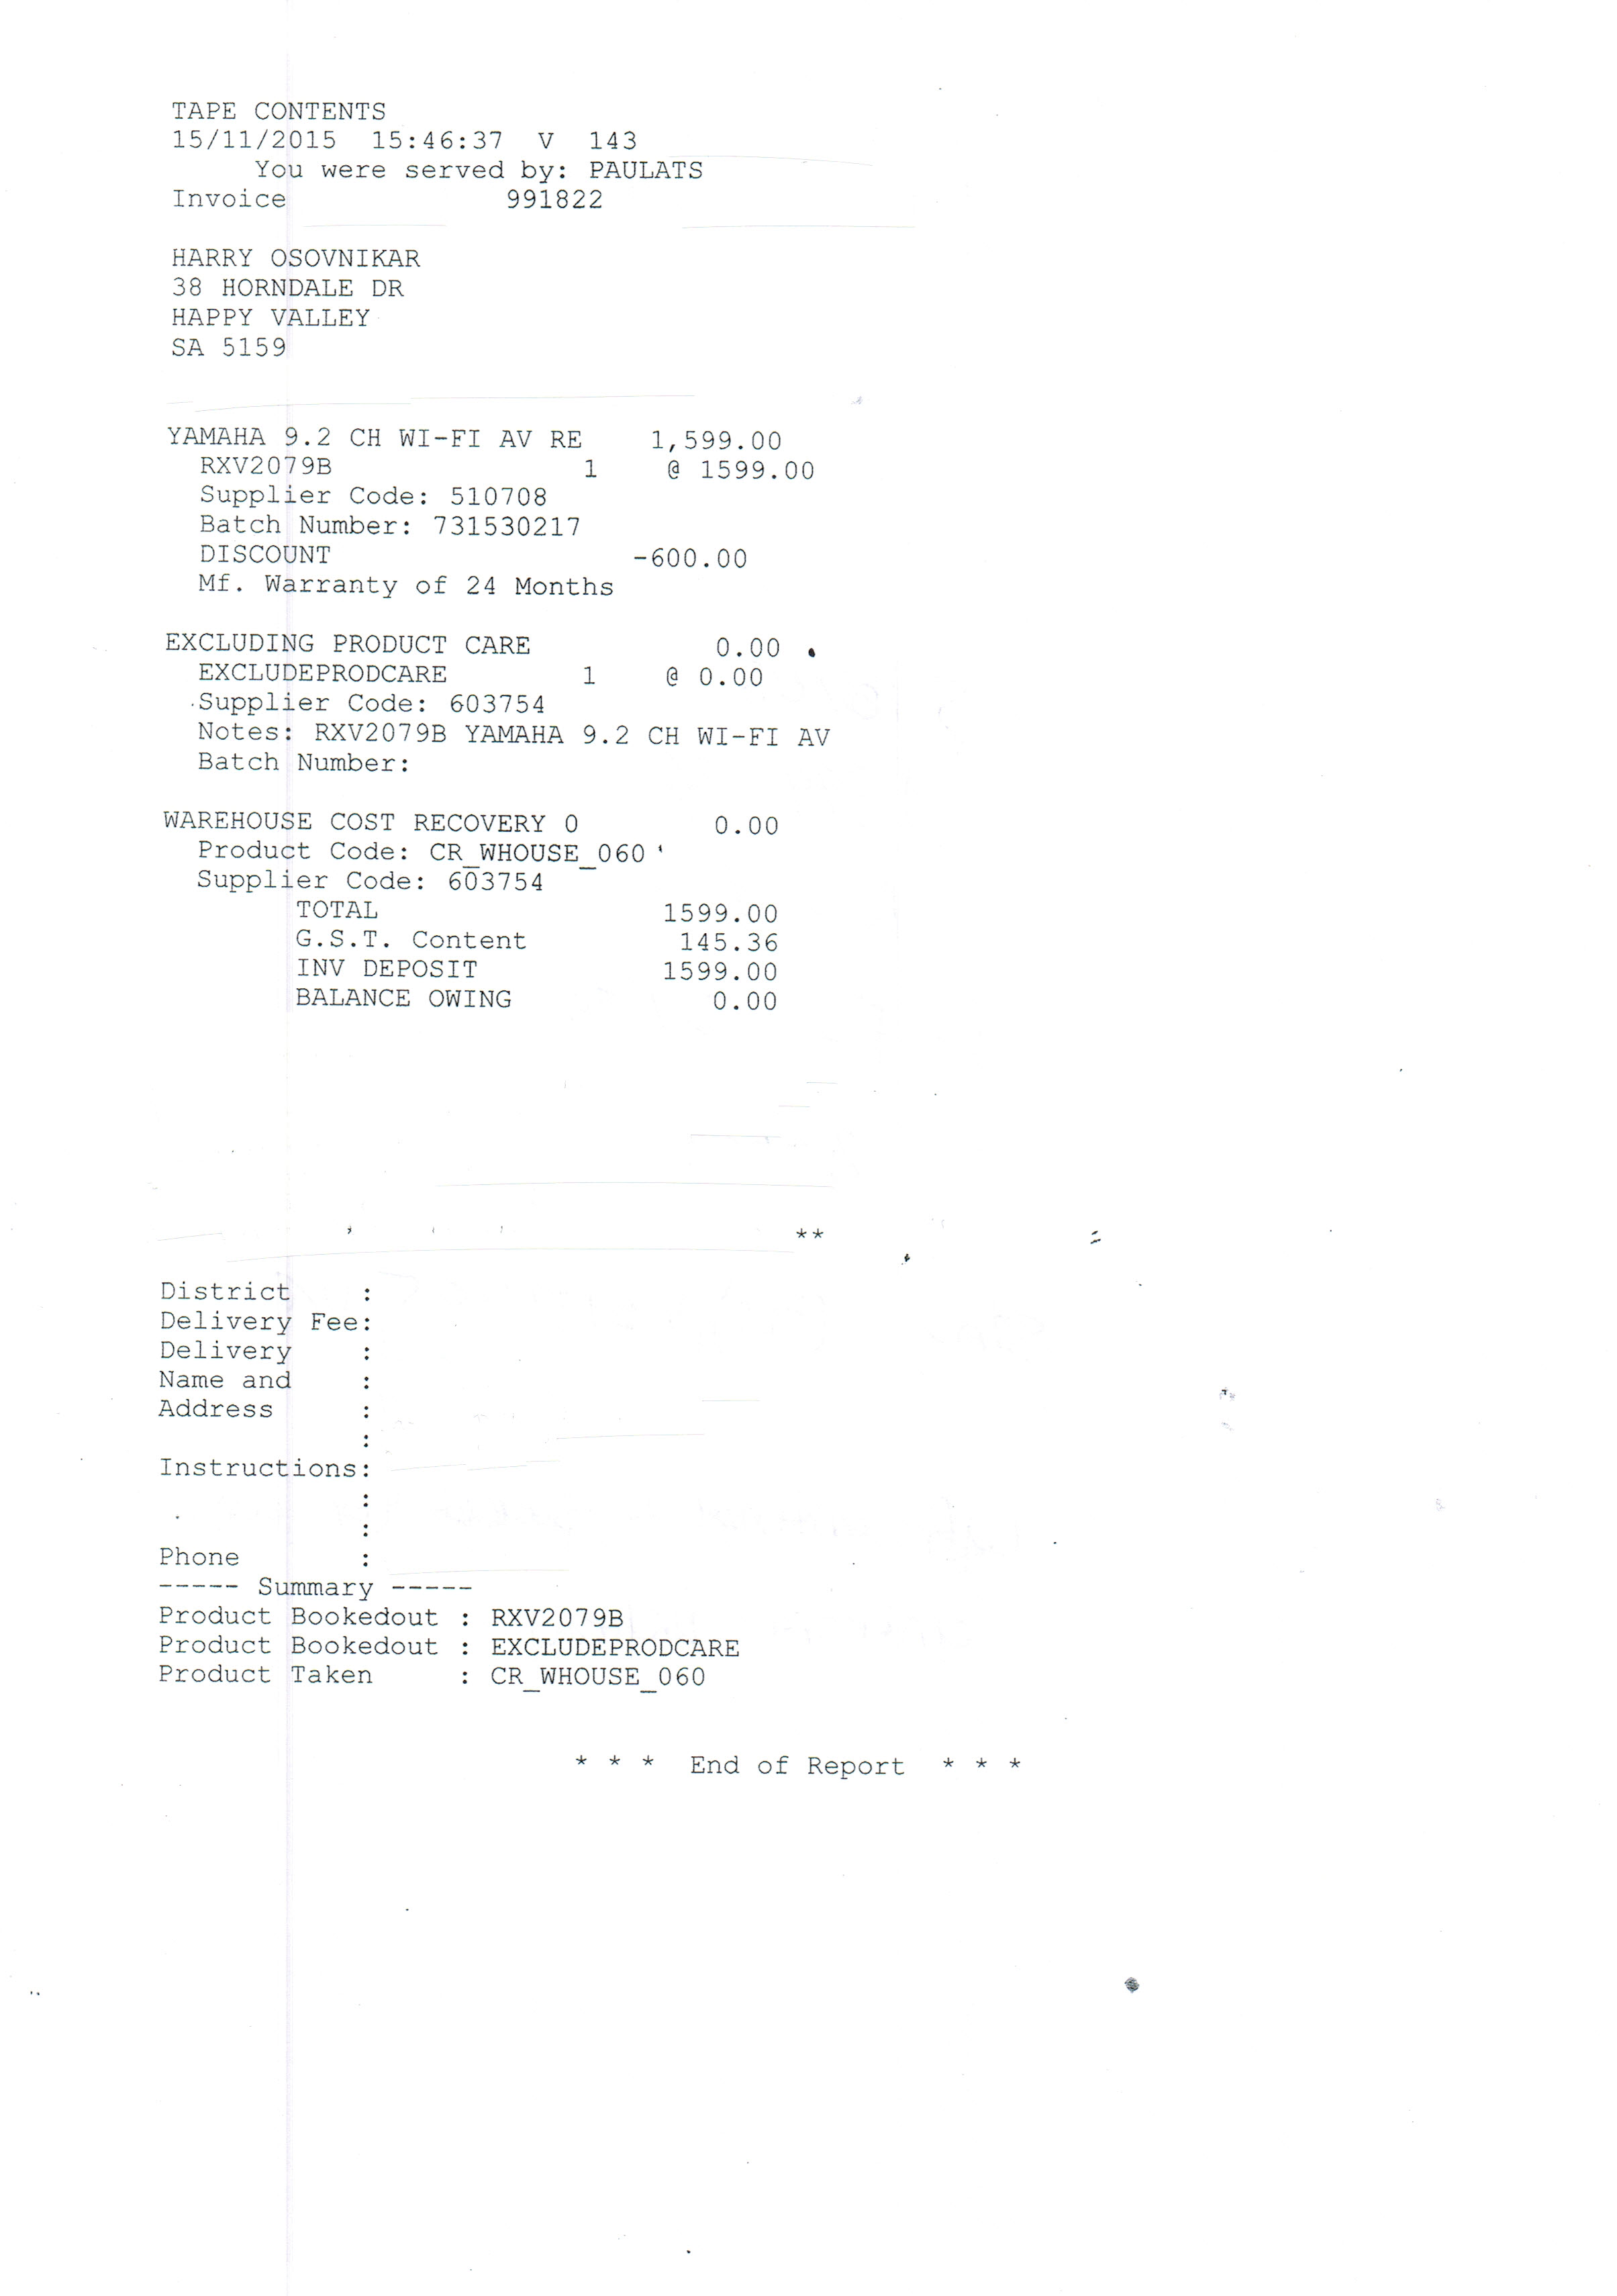 TAPE CONTENTS
15/11/2015 15:46:37 V 143
You were served by: PAULATS
Invoice 991822
HARRY OSOVNIKAR
38 HORNDALE DR
HAPPY VALLEY
SA 5159
YAMAHA 9.2 CH WI-FI AV RE 1,599.00
RXV2079B 1 @ 1599.00
Supplier Code: 510708
Batch Number: 731530217
DISCOUNT -600.00
Mf. Warranty of 24 Months
EXCLUDING PRODUCT CARE 0.00
EXCLUDEPRODCARE 1 @ 0.00
Supplier Code: 603754
Notes: RXV2079B YAMAHA 9.2 CH WI-FI AV
Batch Number:
WAREHOUSE COST RECOVERY 0 0.00
Product Code: CR_WHOUSE_060
Supplier Code: 603754
TOTAL 1599.00
G.S.T. Content 145.36
INV DEPOSIT 1599.00
BALANCE OWING 0.00
**
District :
Delivery Fee:
Delivery :
Name and :
Address :
:
Instructions:
:
:
Phone :
----- Summary -----
Product Bookedout : RXV2079B
Product Bookedout : EXCLUDEPRODCARE
Product Taken : CR_WHOUSE_060
* * * End of Report * * *